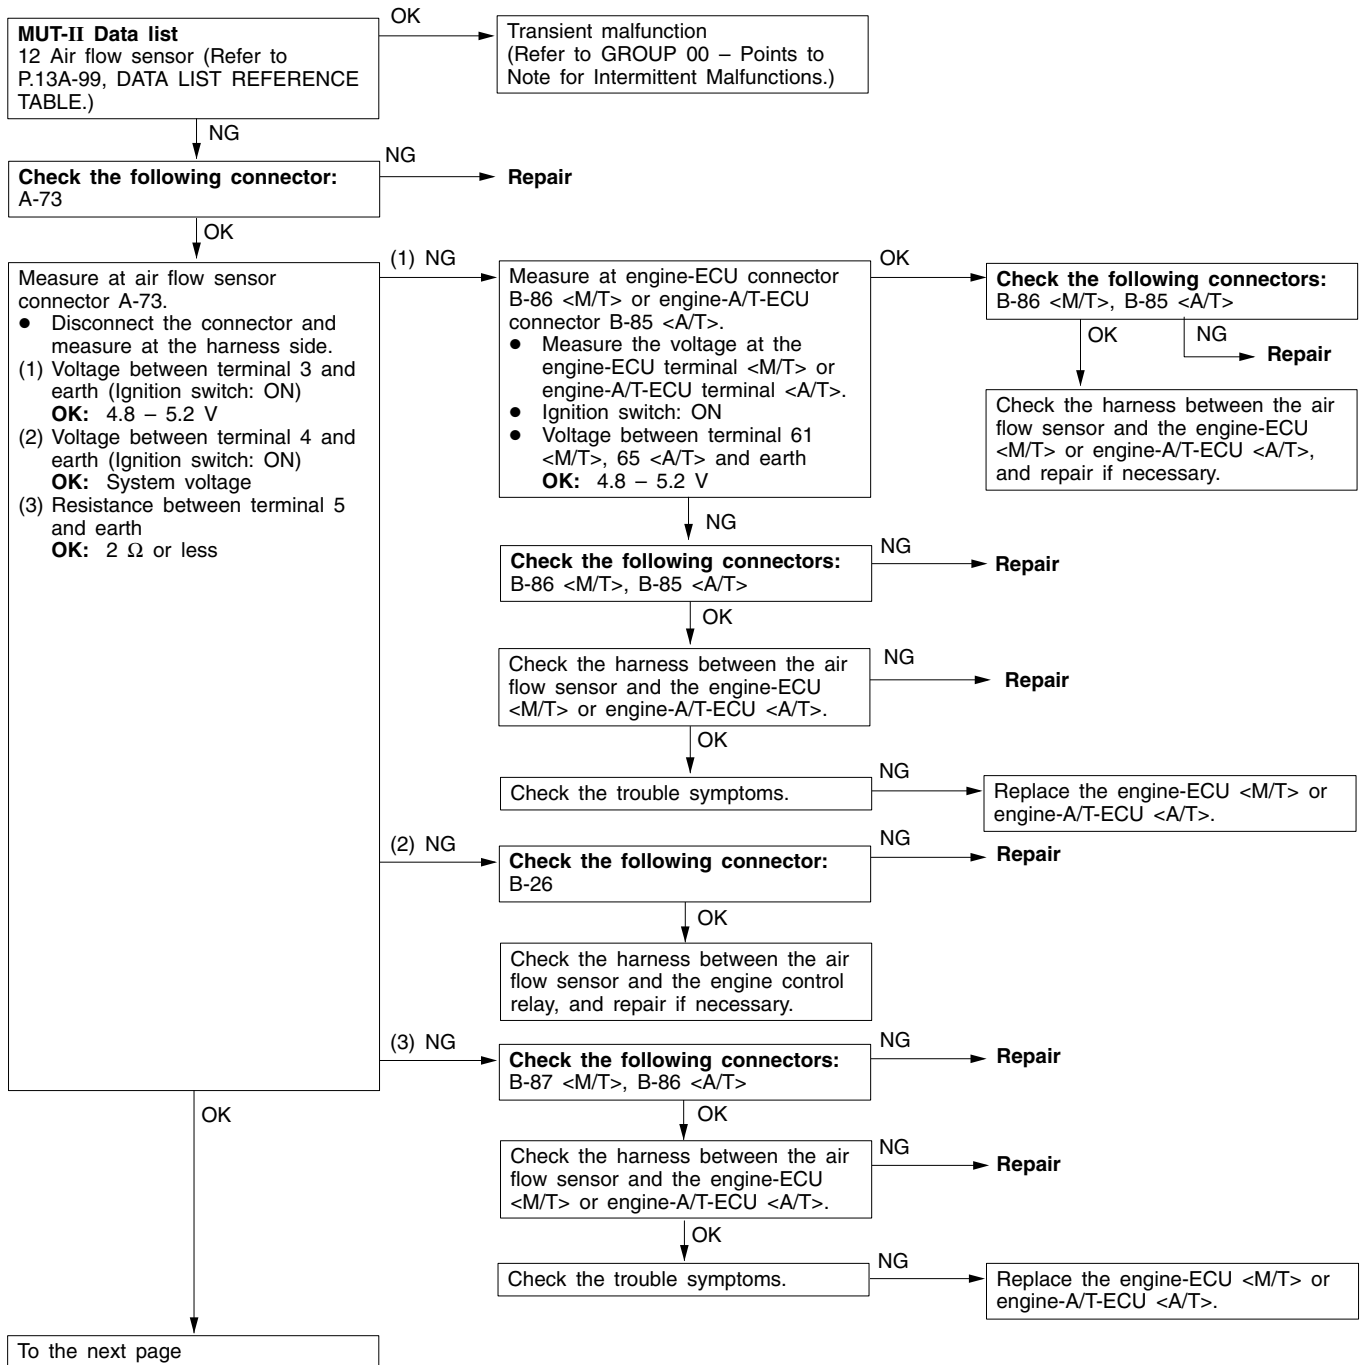 MUT-II Data list
12 Air flow sensor (Refer to
P.13A-99, DATA LIST REFERENCE
TABLE.)
OK
Transient malfunction
(Refer to GROUP 00 – Points to
Note for Intermittent Malfunctions.)
NG
Check the following connector:
A-73
NG
Repair
OK
Measure at air flow sensor
connector A-73.
● Disconnect the connector and
measure at the harness side.
(1) Voltage between terminal 3 and
earth (Ignition switch: ON)
OK: 4.8 – 5.2 V
(2) Voltage between terminal 4 and
earth (Ignition switch: ON)
OK: System voltage
(3) Resistance between terminal 5
and earth
OK: 2 Ω or less
(1) NG
Measure at engine-ECU connector
B-86 <M/T> or engine-A/T-ECU
connector B-85 <A/T>.
● Measure the voltage at the
engine-ECU terminal <M/T> or
engine-A/T-ECU terminal <A/T>.
● Ignition switch: ON
● Voltage between terminal 61
<M/T>, 65 <A/T> and earth
OK: 4.8 – 5.2 V
OK
Check the following connectors:
B-86 <M/T>, B-85 <A/T>
OK
NG
Repair
Check the harness between the air
flow sensor and the engine-ECU
<M/T> or engine-A/T-ECU <A/T>,
and repair if necessary.
NG
Check the following connectors:
B-86 <M/T>, B-85 <A/T>
NG
Repair
OK
Check the harness between the air
flow sensor and the engine-ECU
<M/T> or engine-A/T-ECU <A/T>.
NG
Repair
OK
Check the trouble symptoms.
NG
Replace the engine-ECU <M/T> or
engine-A/T-ECU <A/T>.
(2) NG
Check the following connector:
B-26
NG
Repair
OK
Check the harness between the air
flow sensor and the engine control
relay, and repair if necessary.
(3) NG
Check the following connectors:
B-87 <M/T>, B-86 <A/T>
NG
Repair
OK
Check the harness between the air
flow sensor and the engine-ECU
<M/T> or engine-A/T-ECU <A/T>.
NG
Repair
OK
Check the trouble symptoms.
NG
Replace the engine-ECU <M/T> or
engine-A/T-ECU <A/T>.
OK
To the next page